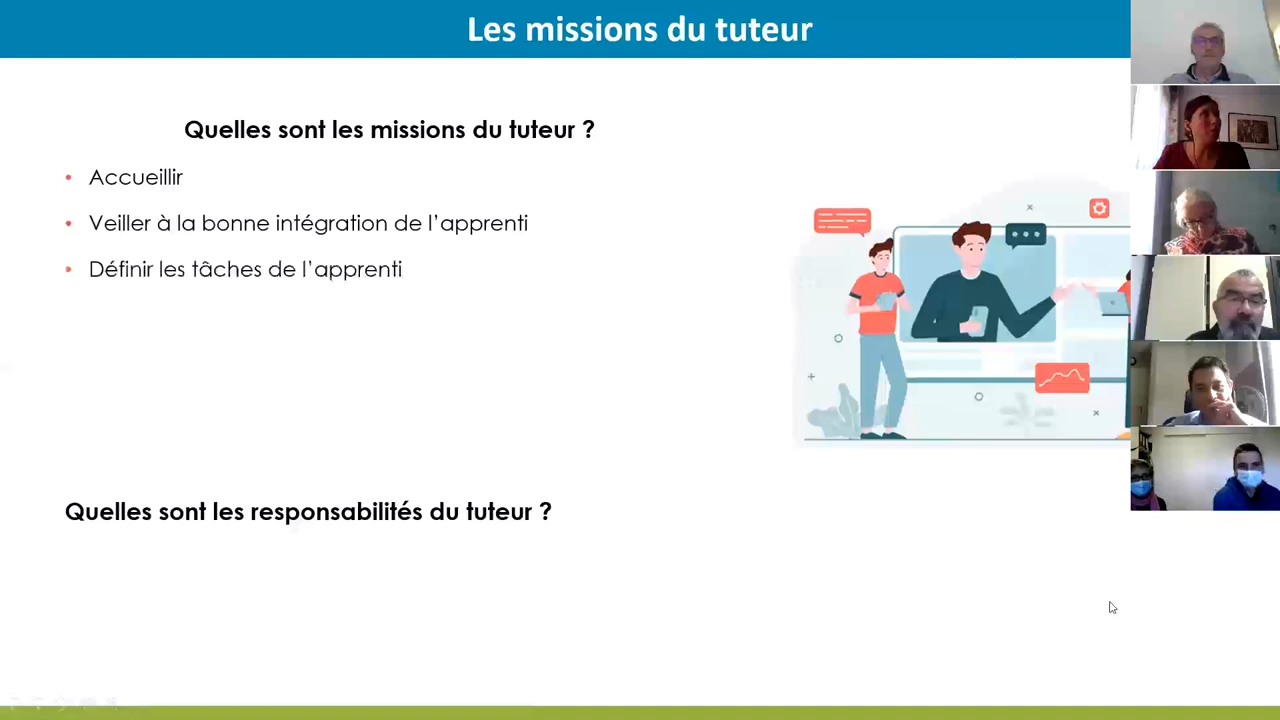 Les missions du tuteur
Quelles sont les missions du tuteur ?
• Accueillir
• Veiller à la bonne intégration de l’apprenti
• Définir les tâches de l’apprenti
Quelles sont les responsabilités du tuteur ?